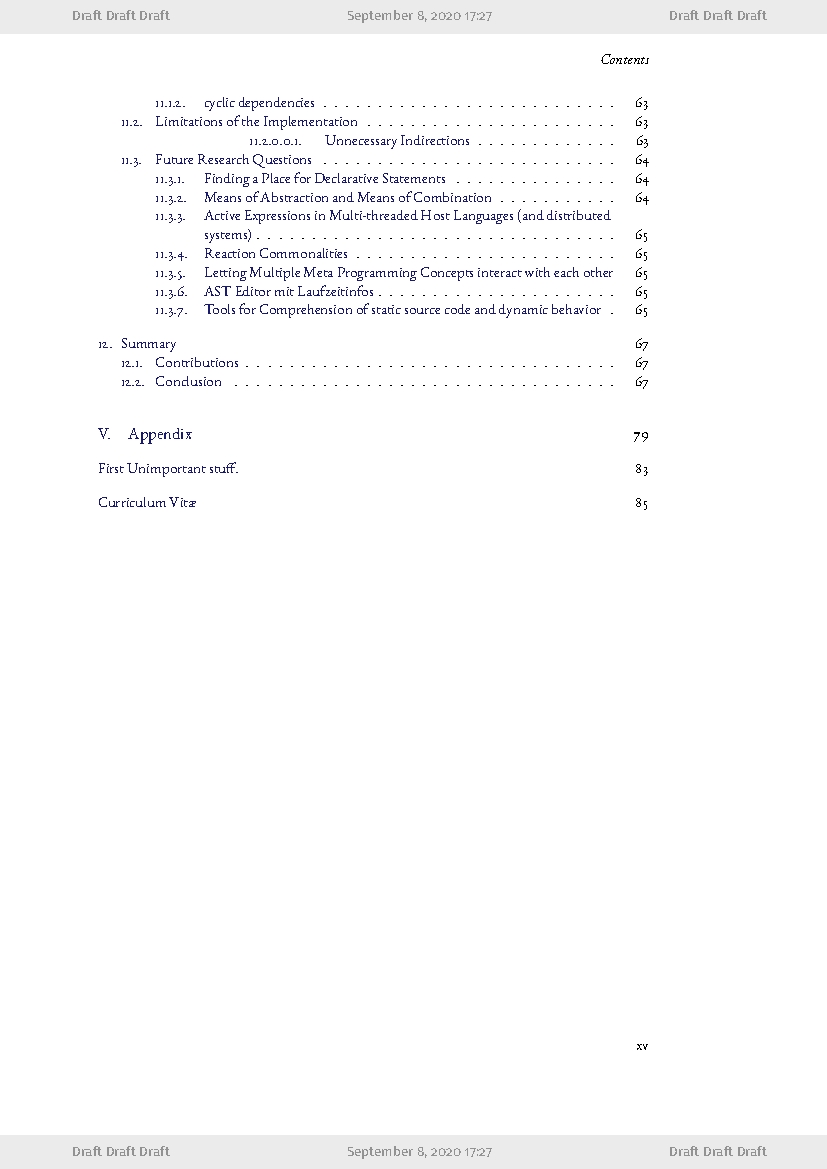 Draft Draft Draft September 8, 2020 17:27 Draft Draft Draft
Contents
11.1.2. cyclic dependencies . . . . . . . . . . . . . . . . . . . . . . . . . . . 63
11.2. Limitations of the Implementation . . . . . . . . . . . . . . . . . . . . . . . 63
11.2.0.0.1. Unnecessary Indirections . . . . . . . . . . . . . 63
11.3. Future Research Questions . . . . . . . . . . . . . . . . . . . . . . . . . . . 64
11.3.1. Finding a Place for Declarative Statements . . . . . . . . . . . . . . . 64
11.3.2. Means of Abstraction and Means of Combination . . . . . . . . . . . 64
11.3.3. Active Expressions in Multi-threaded Host Languages (and distributed
systems) . . . . . . . . . . . . . . . . . . . . . . . . . . . . . . . . . 65
11.3.4. Reaction Commonalities . . . . . . . . . . . . . . . . . . . . . . . . 65
11.3.5. Letting Multiple Meta Programming Concepts interact with each other 65
11.3.6. AST Editor mit Laufzeitinfos . . . . . . . . . . . . . . . . . . . . . . 65
11.3.7. Tools for Comprehension of static source code and dynamic behavior . 65
12. Summary 67
12.1. Contributions . . . . . . . . . . . . . . . . . . . . . . . . . . . . . . . . . . 67
12.2. Conclusion . . . . . . . . . . . . . . . . . . . . . . . . . . . . . . . . . . . 67
V. Appendix 79
First Unimportant stuff. 83
Curriculum Vitæ 85
xv
Draft Draft Draft September 8, 2020 17:27 Draft Draft Draft